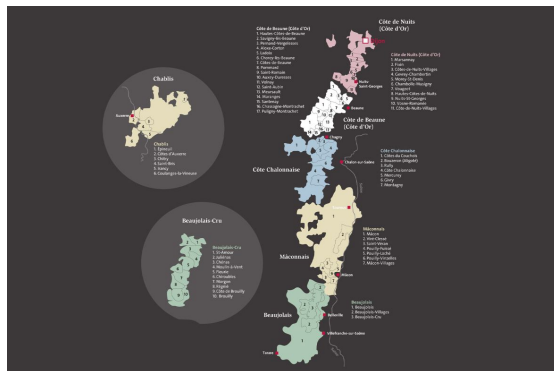 Côte de Nuits
(Côte d'Or)
Côte de Beaune (Côte d'Or)
1. Hautes-Côtes-de-Beaune
2. Savigny-lès-Beaune
3. Pernand-Vergelesses
4. Aloxe-Corton
5. Ladoix
6. Chorey-lès-Beaune
7. Côtes-de-Beaune
8. Pommard
9. Saint-Romain
10. Auxey-Duresses
11. Volnay
12. Saint-Aubin
13. Meursault
14. Maranges
15. Santenay
16. Chassagne-Montrachet
17. Puligny-Montrachet
Côte de Nuits (Côte d'Or)
1. Marsannay
2. Fixin
3. Côtes-de-Nuits-Villages
4. Gevrey-Chambertin
5. Morey-St-Denis
6. Chambolle-Musigny
7. Vougeot
8. Hautes-Côtes-de-Nuits
9. Nuits-St-Georges
10. Vosne-Romanée
11. Côte-de-Nuits-Villages
Nuits
Saint-Georges
Beaune
Côte de Beaune
(Côte d'Or)
Chablis
Auxerre
Chablis
1. Épineuil
2. Côtes d'Auxerre
3. Chitry
4. Saint-Bris
5. Irancy
6. Coulanges-la-Vineuse
Chagny
Côte Chalonnaise
Chalon-sur-Saône
Côte Chalonnaise
1. Côtes du Couchois
2. Bouzeron (Aligoté)
3. Rully
4. Côte Chalonnaise
5. Mercurey
6. Givry
7. Montagny
Mâconnais
Mâcon
Mâconnais
1. Mâcon
2. Viré-Clessé
3. Saint-Véran
4. Pouilly-Fuissé
5. Pouilly-Loché
6. Pouilly-Vinzelles
7. Mâcon-Villages
Beaujolais-Cru
Beaujolais-Cru
1. St-Amour
2. Juliénas
3. Chénas
4. Moulin-à-Vent
5. Fleurie
6. Chiroubles
7. Morgon
8. Régnié
9. Côte de Brouilly
10. Brouilly
Beaujolais
Belleville
Villefranche-sur-Saône
Tarare
Beaujolais
1. Beaujolais
2. Beaujolais-Villages
3. Beaujolais-Cru